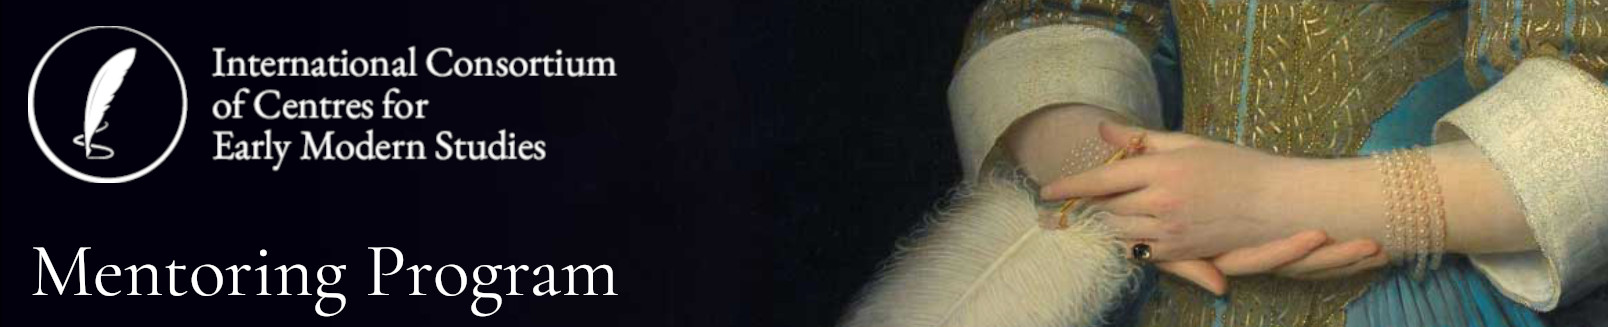 International Consortium
of Centres for
Early Modern Studies
Mentoring Program